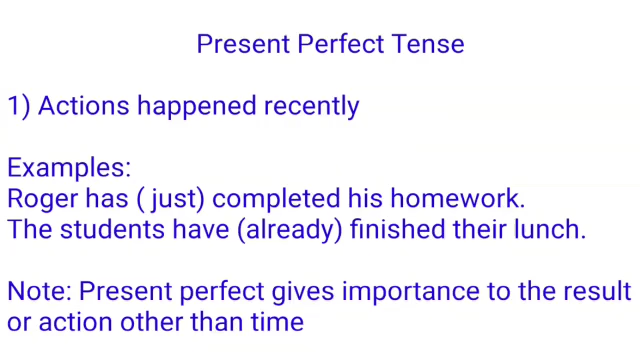 Present Perfect Tense
1) Actions happened recently
Examples:
Roger has ( just) completed his homework.
The students have (already) finished their lunch.
Note: Present perfect gives importance to the result
or action other than time